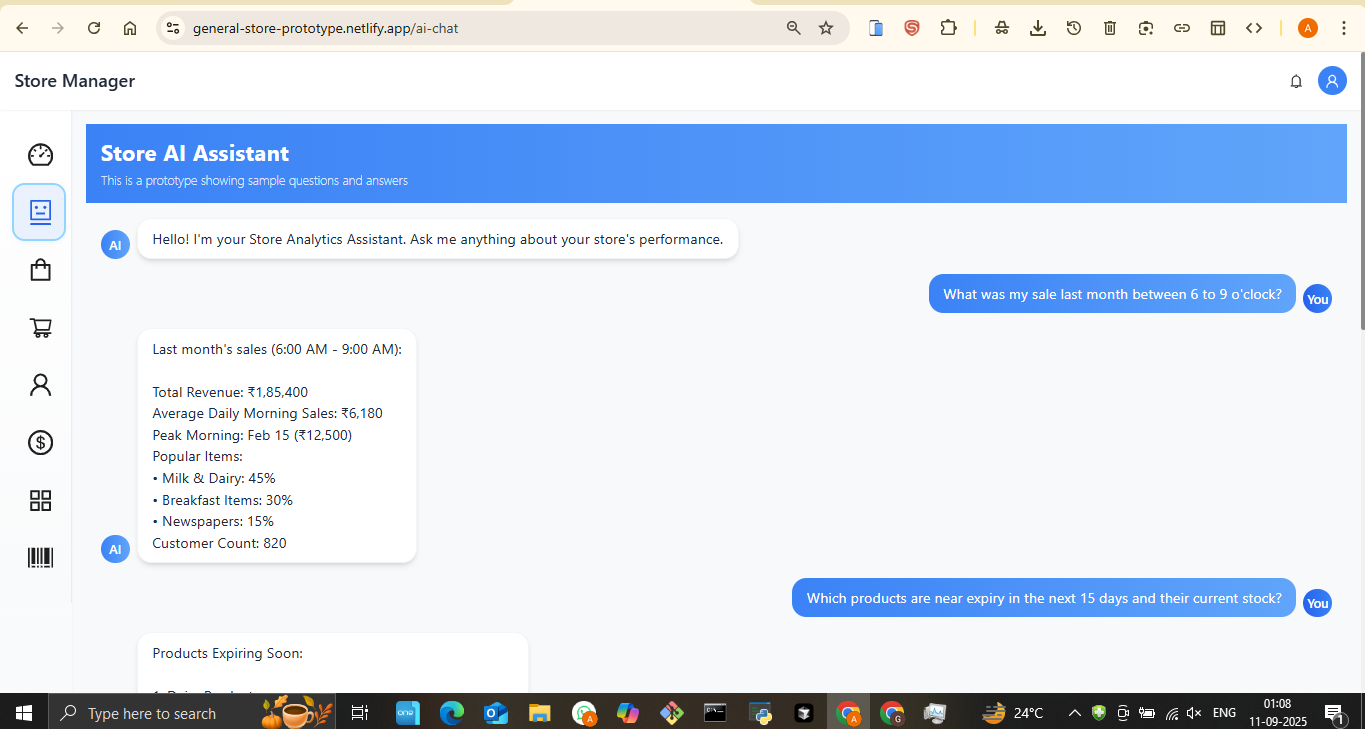 general-store-prototype.netlify.app/ai-chat
A
Store Manager
Store AI Assistant
This is a prototype showing sample questions and answers
AI
Hello! I'm your Store Analytics Assistant. Ask me anything about your store's performance.
What was my sale last month between 6 to 9 o'clock?
You
Last month's sales (6:00 AM - 9:00 AM):
Total Revenue: ₹1,85,400
Average Daily Morning Sales: ₹6,180
Peak Morning: Feb 15 (₹12,500)
Popular Items:
• Milk & Dairy: 45%
• Breakfast Items: 30%
• Newspapers: 15%
Customer Count: 820
AI
Which products are near expiry in the next 15 days and their current stock?
You
Products Expiring Soon:
Type here to search
one
A
A
G
24°C
ENG
01:08
11-09-2025
1